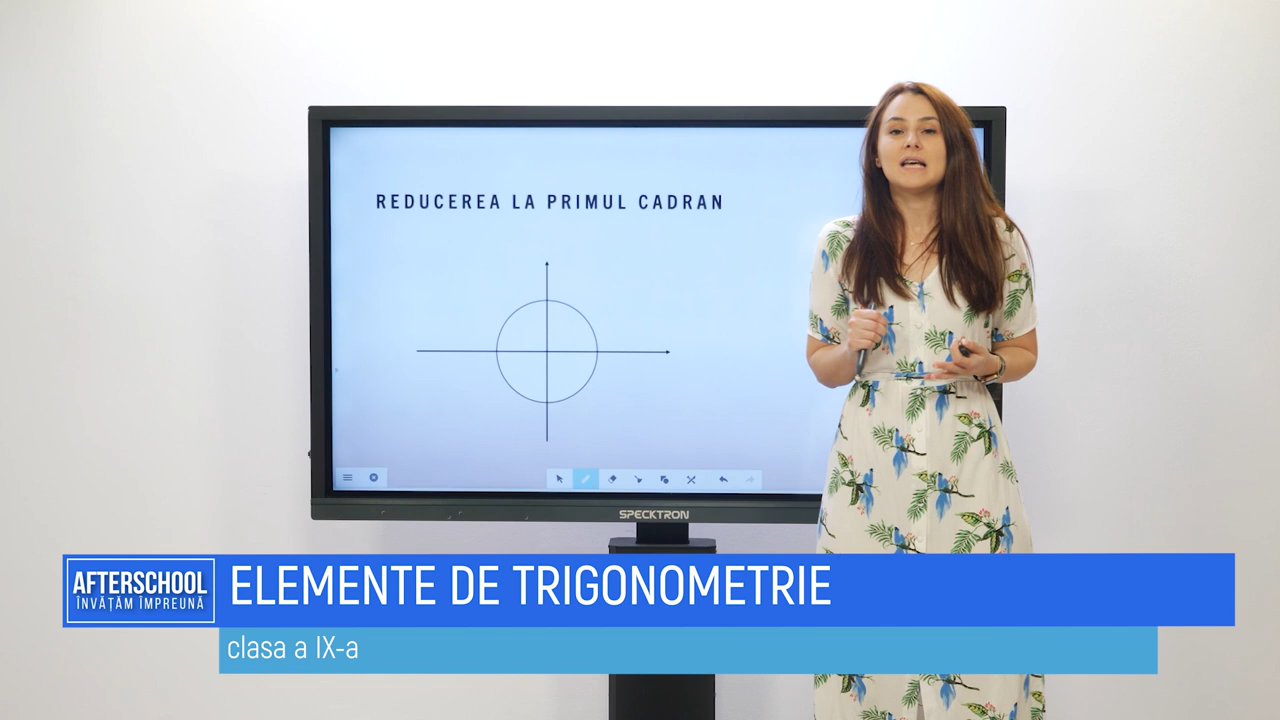 REDUCEREA LA PRIMUL CADRAN
SPECKTRON
AFTERSCHOOL
ÎNVĂȚĂM ÎMPREUNĂ
ELEMENTE DE TRIGONOMETRIE
clasa a IX-a